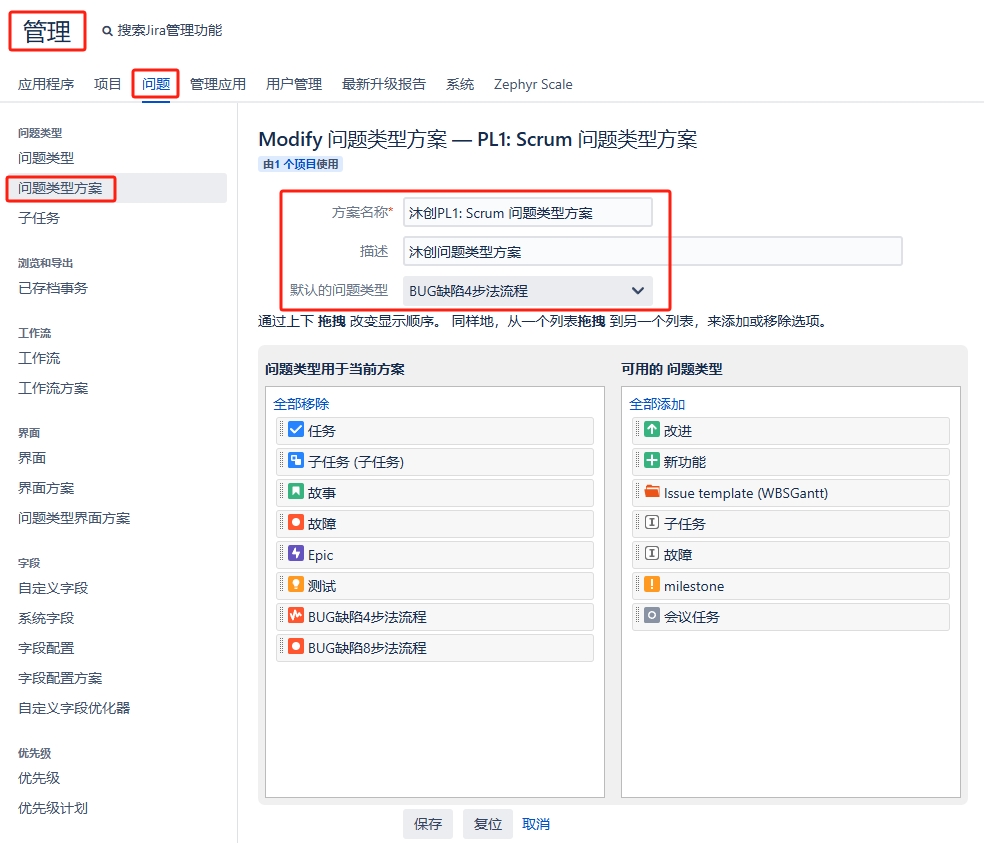 管理 搜索Jira管理功能
应用程序 项目 问题 管理应用 用户管理 最新升级报告 系统 Zephyr Scale
问题类型
问题类型
问题类型方案
子任务
浏览和导出
已存档事务
工作流
工作流
工作流方案
界面
界面
界面方案
问题类型界面方案
字段
自定义字段
系统字段
字段配置
字段配置方案
自定义字段优化器
优先级
优先级
优先级计划
Modify 问题类型方案 — PL1: Scrum 问题类型方案
由1 个项目使用
方案名称* 沐创PL1: Scrum 问题类型方案
描述 沐创问题类型方案
默认的问题类型 BUG缺陷4步法流程
通过上下 拖拽 改变显示顺序。 同样地，从一个列表拖拽 到另一个列表，来添加或移除选项。
问题类型用于当前方案
全部移除
任务
子任务 (子任务)
故事
故障
Epic
测试
BUG缺陷4步法流程
BUG缺陷8步法流程
可用的 问题类型
全部添加
改进
新功能
Issue template (WBSGantt)
子任务
故障
milestone
会议任务
保存 复位 取消